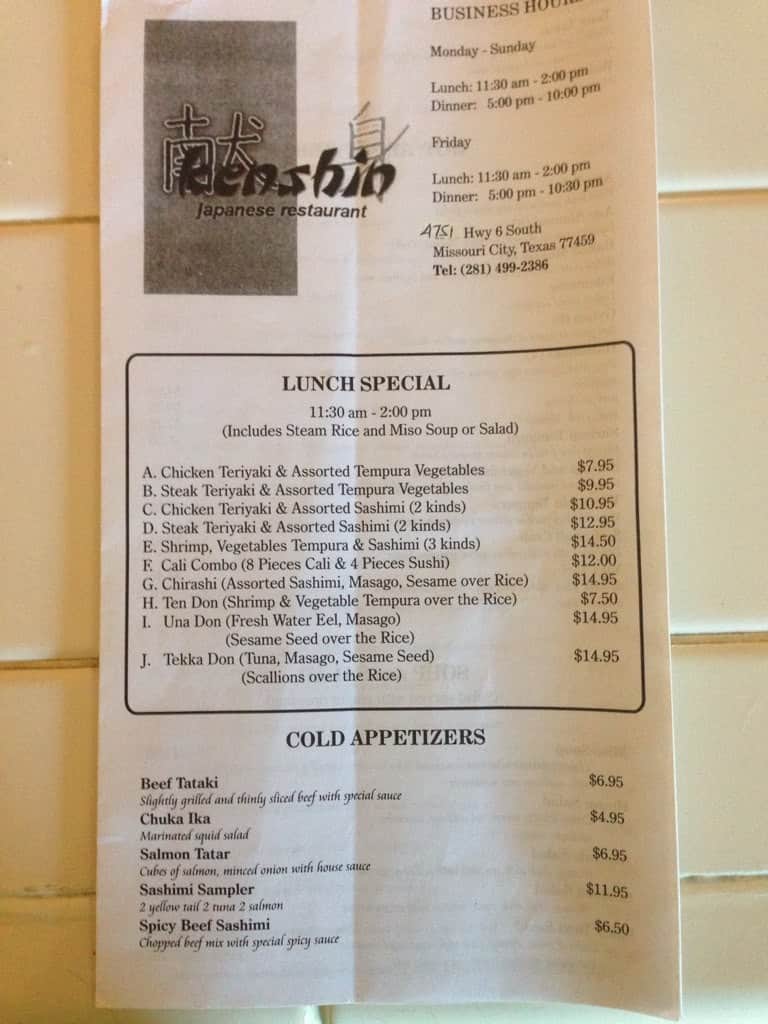 献身
Kenshin
Japanese restaurant
BUSINESS HOURS
Monday - Sunday
Lunch: 11:30 am - 2:00 pm
Dinner: 5:00 pm - 10:00 pm
Friday
Lunch: 11:30 am - 2:00 pm
Dinner: 5:00 pm - 10:30 pm
4751 Hwy 6 South
Missouri City, Texas 77459
Tel: (281) 499-2386
LUNCH SPECIAL
11:30 am - 2:00 pm
(Includes Steam Rice and Miso Soup or Salad)
A. Chicken Teriyaki & Assorted Tempura Vegetables $7.95
B. Steak Teriyaki & Assorted Tempura Vegetables $9.95
C. Chicken Teriyaki & Assorted Sashimi (2 kinds) $10.95
D. Steak Teriyaki & Assorted Sashimi (2 kinds) $12.95
E. Shrimp, Vegetables Tempura & Sashimi (3 kinds) $14.50
F. Cali Combo (8 Pieces Cali & 4 Pieces Sushi) $12.00
G. Chirashi (Assorted Sashimi, Masago, Sesame over Rice) $14.95
H. Ten Don (Shrimp & Vegetable Tempura over the Rice) $7.50
I. Una Don (Fresh Water Eel, Masago) $14.95
(Sesame Seed over the Rice)
J. Tekka Don (Tuna, Masago, Sesame Seed) $14.95
(Scallions over the Rice)
COLD APPETIZERS
Beef Tataki $6.95
Slightly grilled and thinly sliced beef with special sauce
Chuka Ika $4.95
Marinated squid salad
Salmon Tatar $6.95
Cubes of salmon, minced onion with house sauce
Sashimi Sampler $11.95
2 yellow tail 2 tuna 2 salmon
Spicy Beef Sashimi $6.50
Chopped beef mix with special spicy sauce